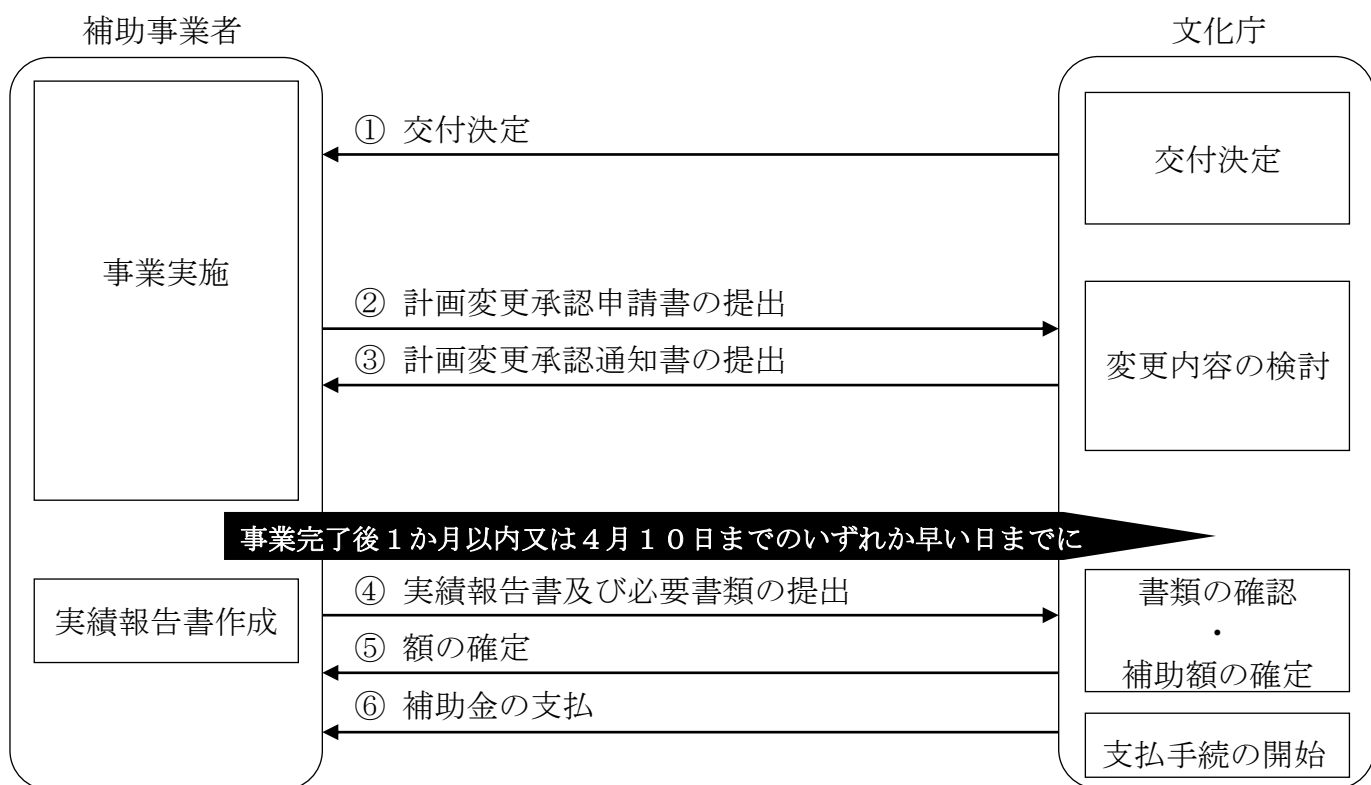 補助事業者
文化庁
① 交付決定
交付決定
事業実施
② 計画変更承認申請書の提出
③ 計画変更承認通知書の提出
変更内容の検討
事業完了後1か月以内又は4月10日までのいずれか早い日までに
④ 実績報告書及び必要書類の提出
実績報告書作成
書類の確認
・
補助額の確定
⑤ 額の確定
⑥ 補助金の支払
支払手続の開始